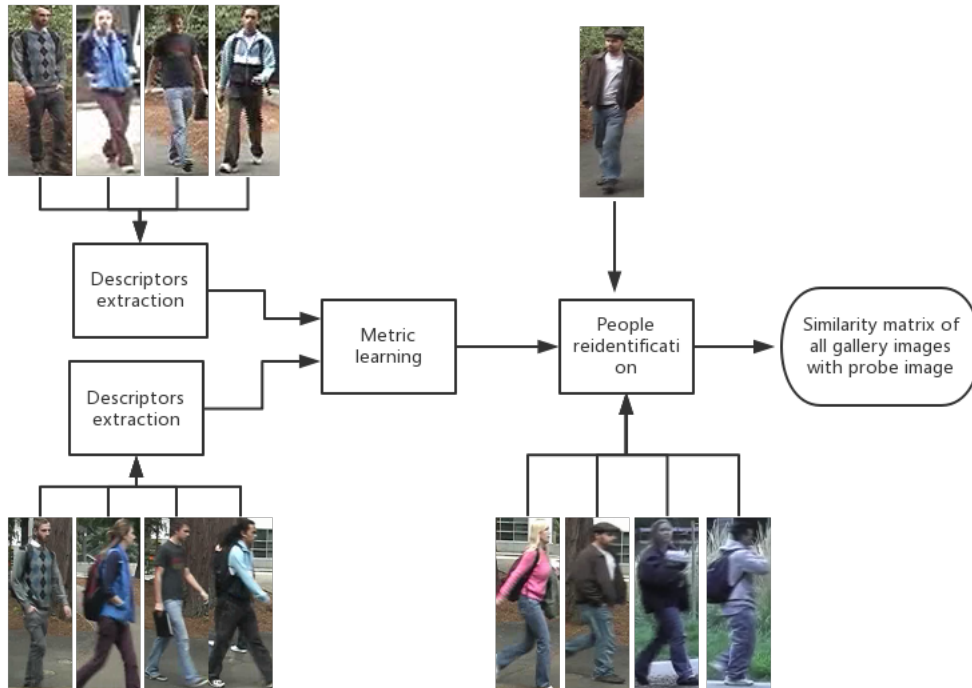 Descriptors
extraction
Descriptors
extraction
Metric
learning
People
reidentificati
on
Similarity matrix of
all gallery images
with probe image